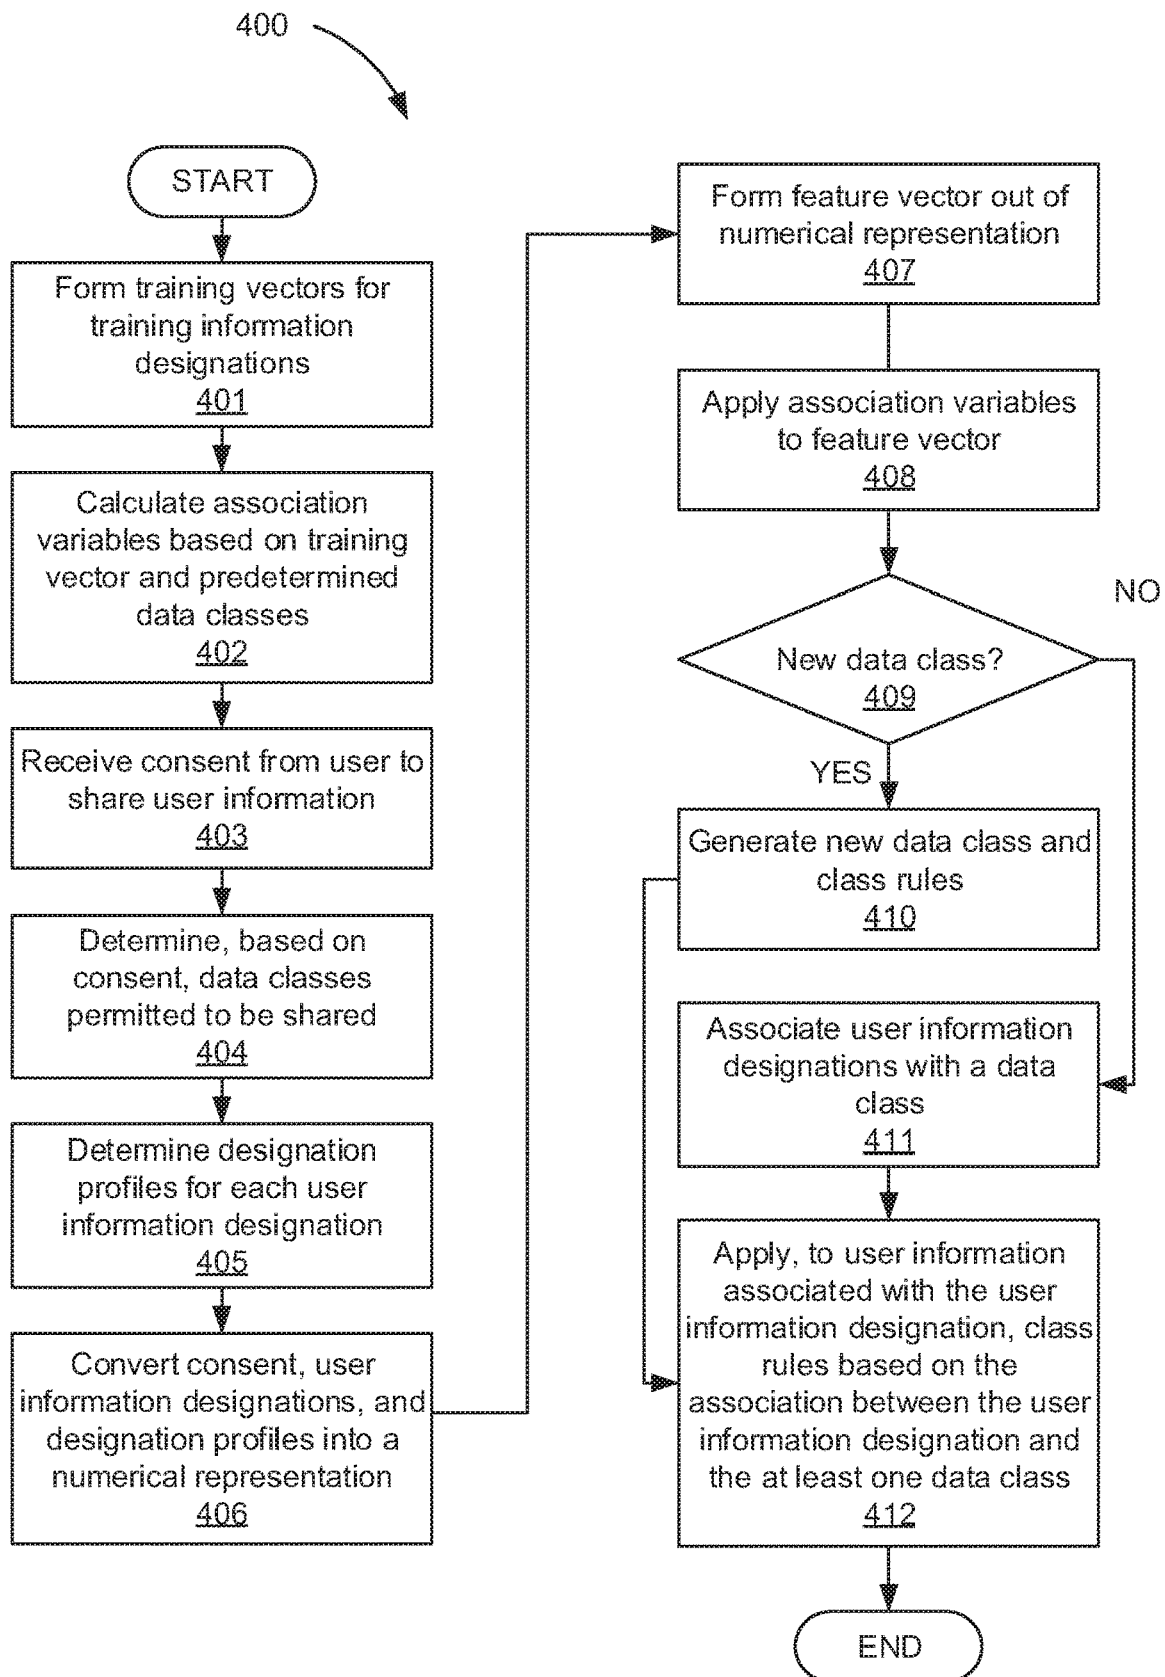 400
START
Form training vectors for
training information
designations
401
Calculate association
variables based on training
vector and predetermined
data classes
402
Receive consent from user to
share user information
403
Determine, based on
consent, data classes
permitted to be shared
404
Determine designation
profiles for each user
information designation
405
Convert consent, user
information designations, and
designation profiles into a
numerical representation
406
Form feature vector out of
numerical representation
407
Apply association variables
to feature vector
408
New data class?
409
NO
YES
Generate new data class and
class rules
410
Associate user information
designations with a data
class
411
Apply, to user information
associated with the user
information designation, class
rules based on the
association between the user
information designation and
the at least one data class
412
END